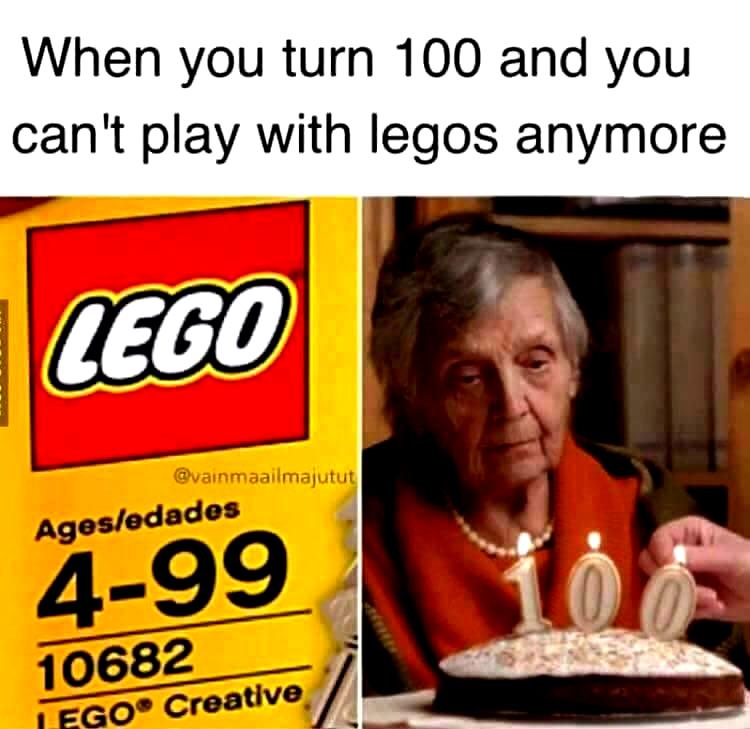 When you turn 100 and you
can't play with legos anymore
LEGO
@vainmaailmajutut
Ages/edades
4-99
10682
LEGO® Creative
100